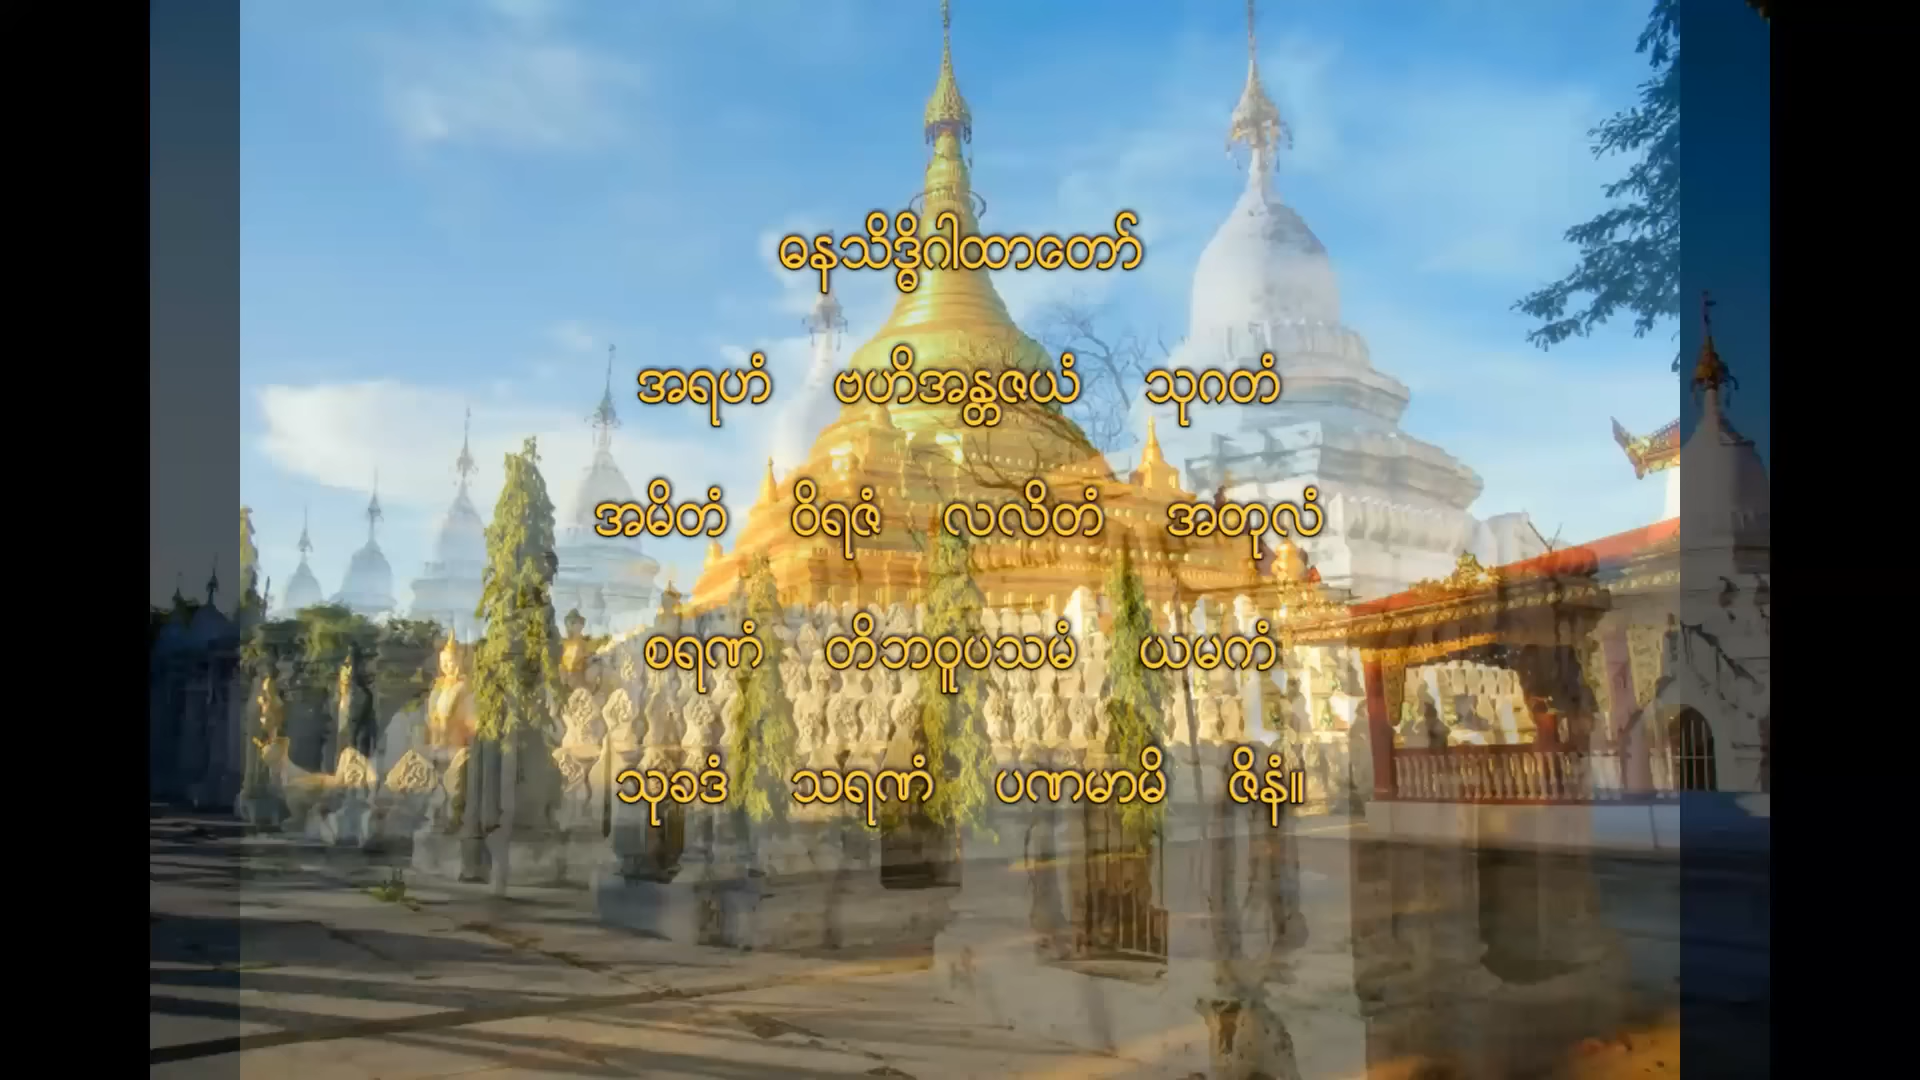 ဓနသိဒ္ဓိဂါထာတော်
အရဟံ ဗဟိအန္တဇယံ သုဂတံ
အမိတံ ဝိရဇံ လလိတံ အတုလံ
စရဏံ တိဘဝူပသမံ ယမကံ
သုခဒံ သရဏံ ပဏမာမိ ဇိနံ။